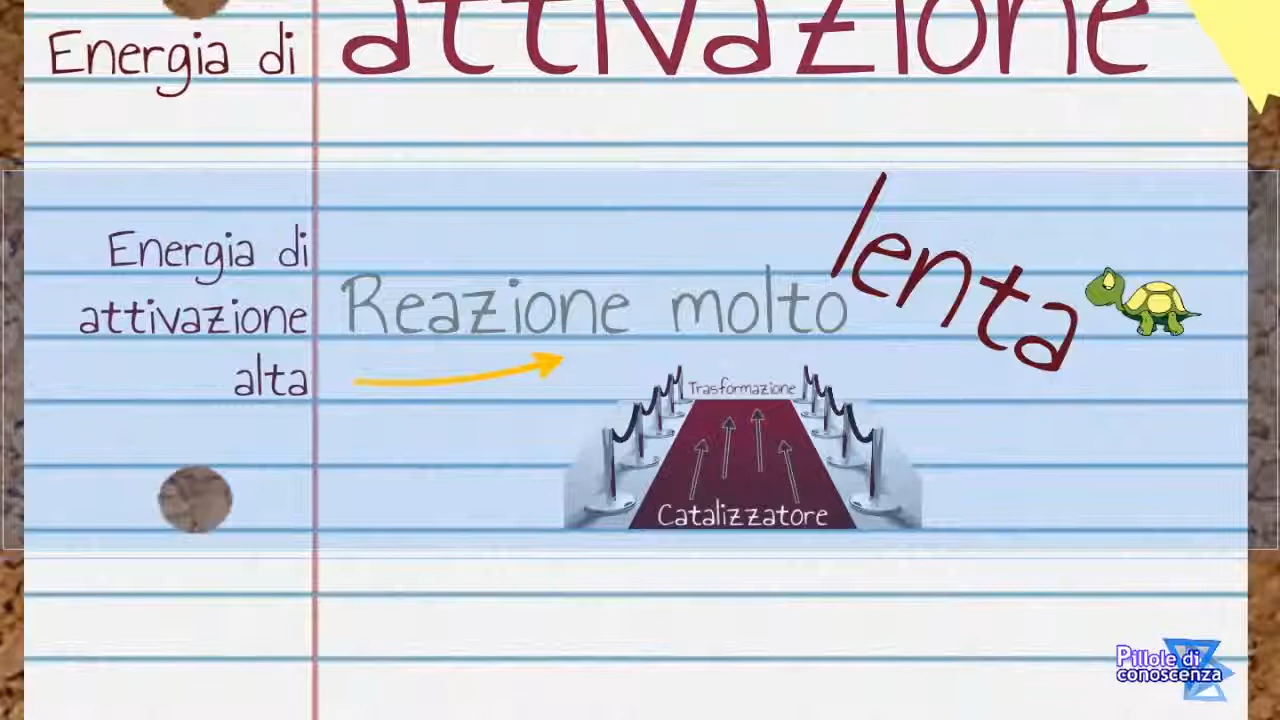 Energia di attivazione
Energia di
attivazione
alta
Reazione molto lenta
Trasformazione
Catalizzatore
Pillole di
conoscenza